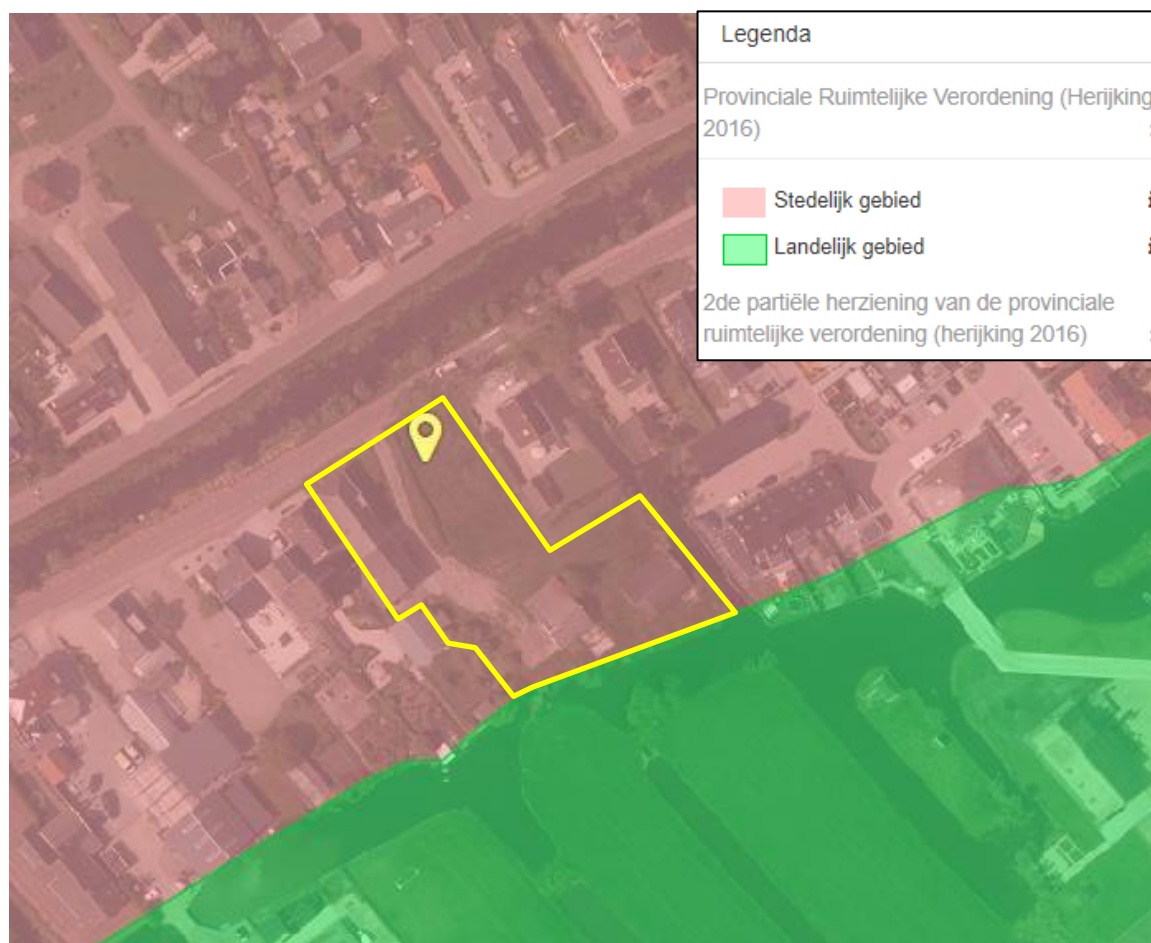 Legenda
Provinciale Ruimtelijke Verordening (Herijking
2016)
Stedelijk gebied
Landelijk gebied
2de partiële herziening van de provinciale
ruimtelijke verordening (herijking 2016)